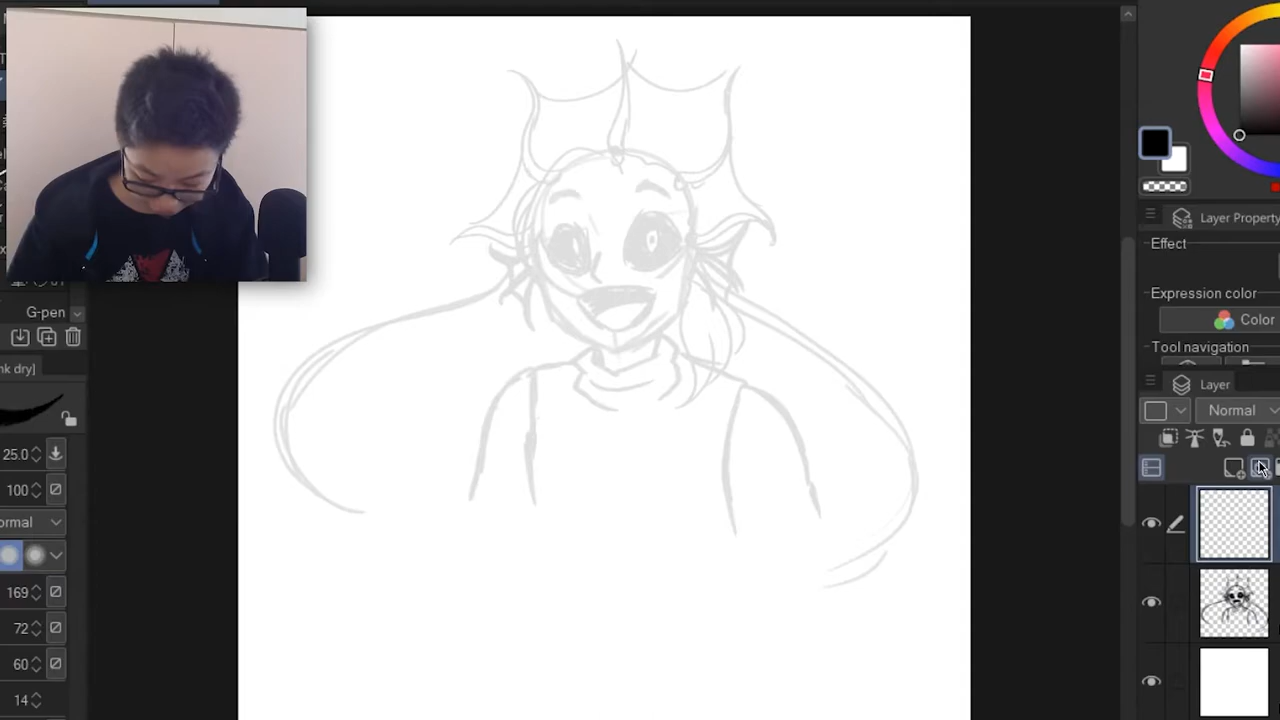 G-pen
nk dry]
25.0
100
ormal
169
72
60
14
Layer Property
Effect
Expression color
Color
Tool navigation
Layer
Normal